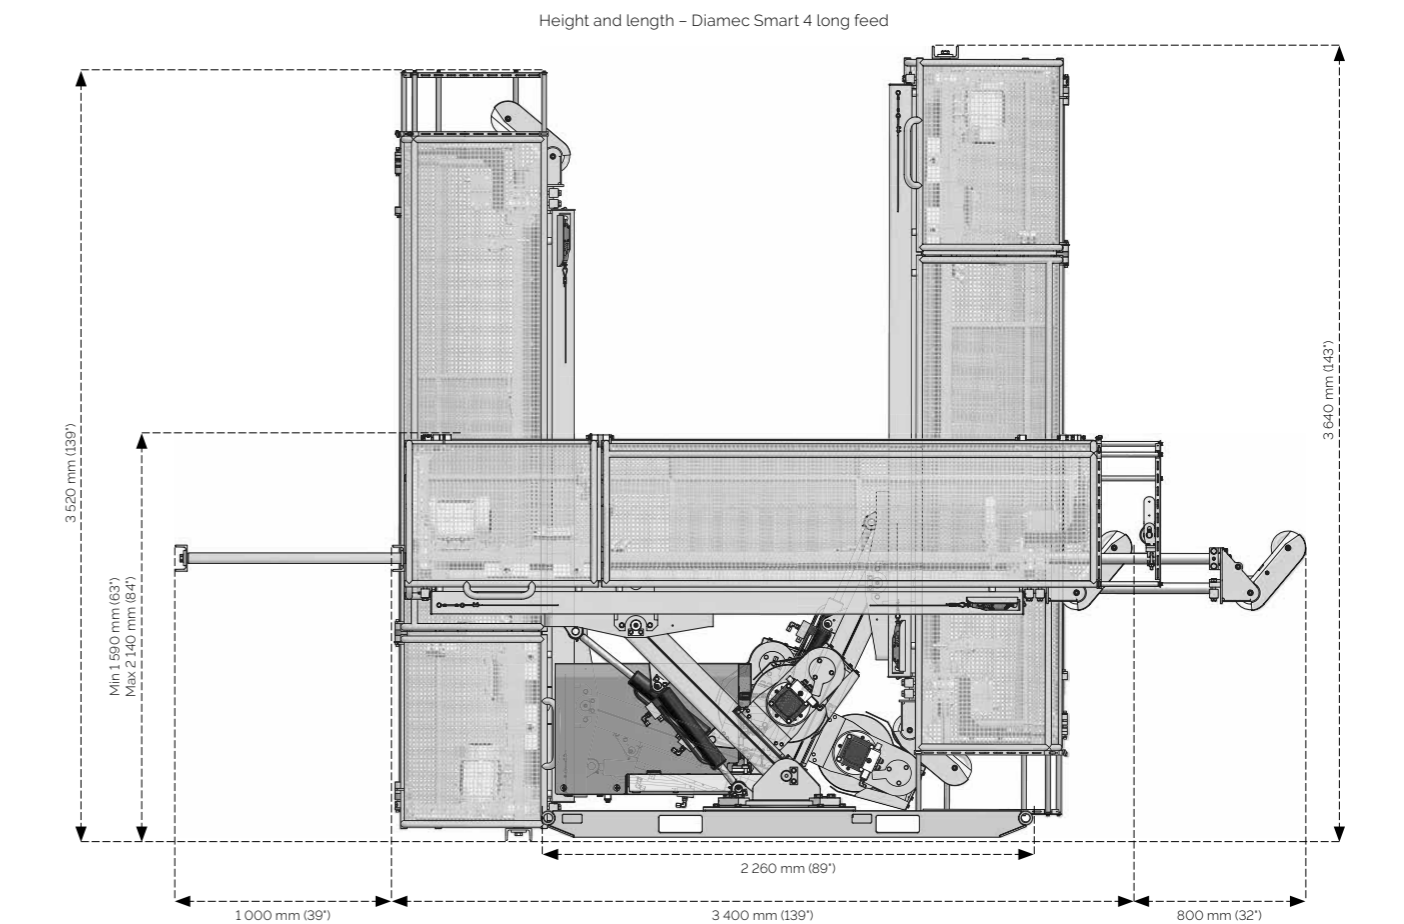 Height and length – Diamec Smart 4 long feed
3 520 mm (139")
Min 1 590 mm (63")
Max 2 140 mm (84")
3 640 mm (143")
2 260 mm (89")
1 000 mm (39")
3 400 mm (139")
800 mm (32")